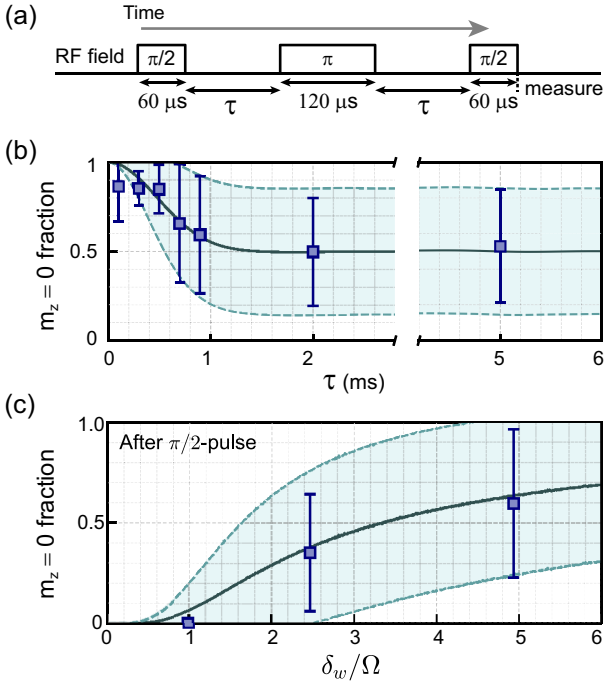 (a)
Time
RF field
π/2
π
π/2
measure
60 μs
τ
120 μs
τ
60 μs
(b)
m_z = 0 fraction
1
0.5
0
0
1
2
5
6
τ (ms)
(c)
After π/2-pulse
m_z = 0 fraction
1.0
0.5
0
0
1
2
3
4
5
6
δ_w/Ω